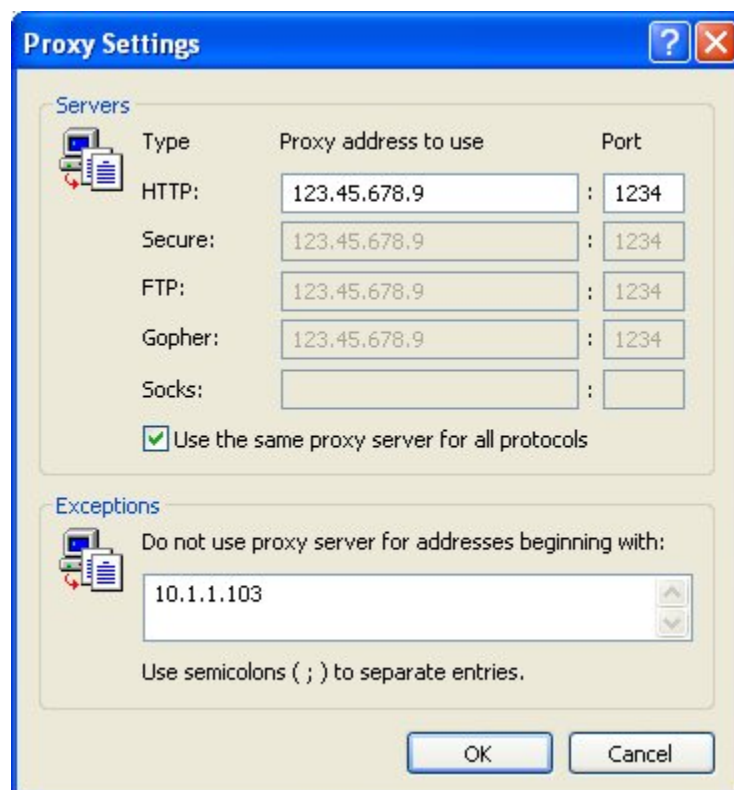 Proxy Settings
Servers
Type Proxy address to use Port
HTTP: 123.45.678.9 : 1234
Secure: 123.45.678.9 : 1234
FTP: 123.45.678.9 : 1234
Gopher: 123.45.678.9 : 1234
Socks: :
Use the same proxy server for all protocols
Exceptions
Do not use proxy server for addresses beginning with:
10.1.1.103
Use semicolons ( ; ) to separate entries.
OK Cancel